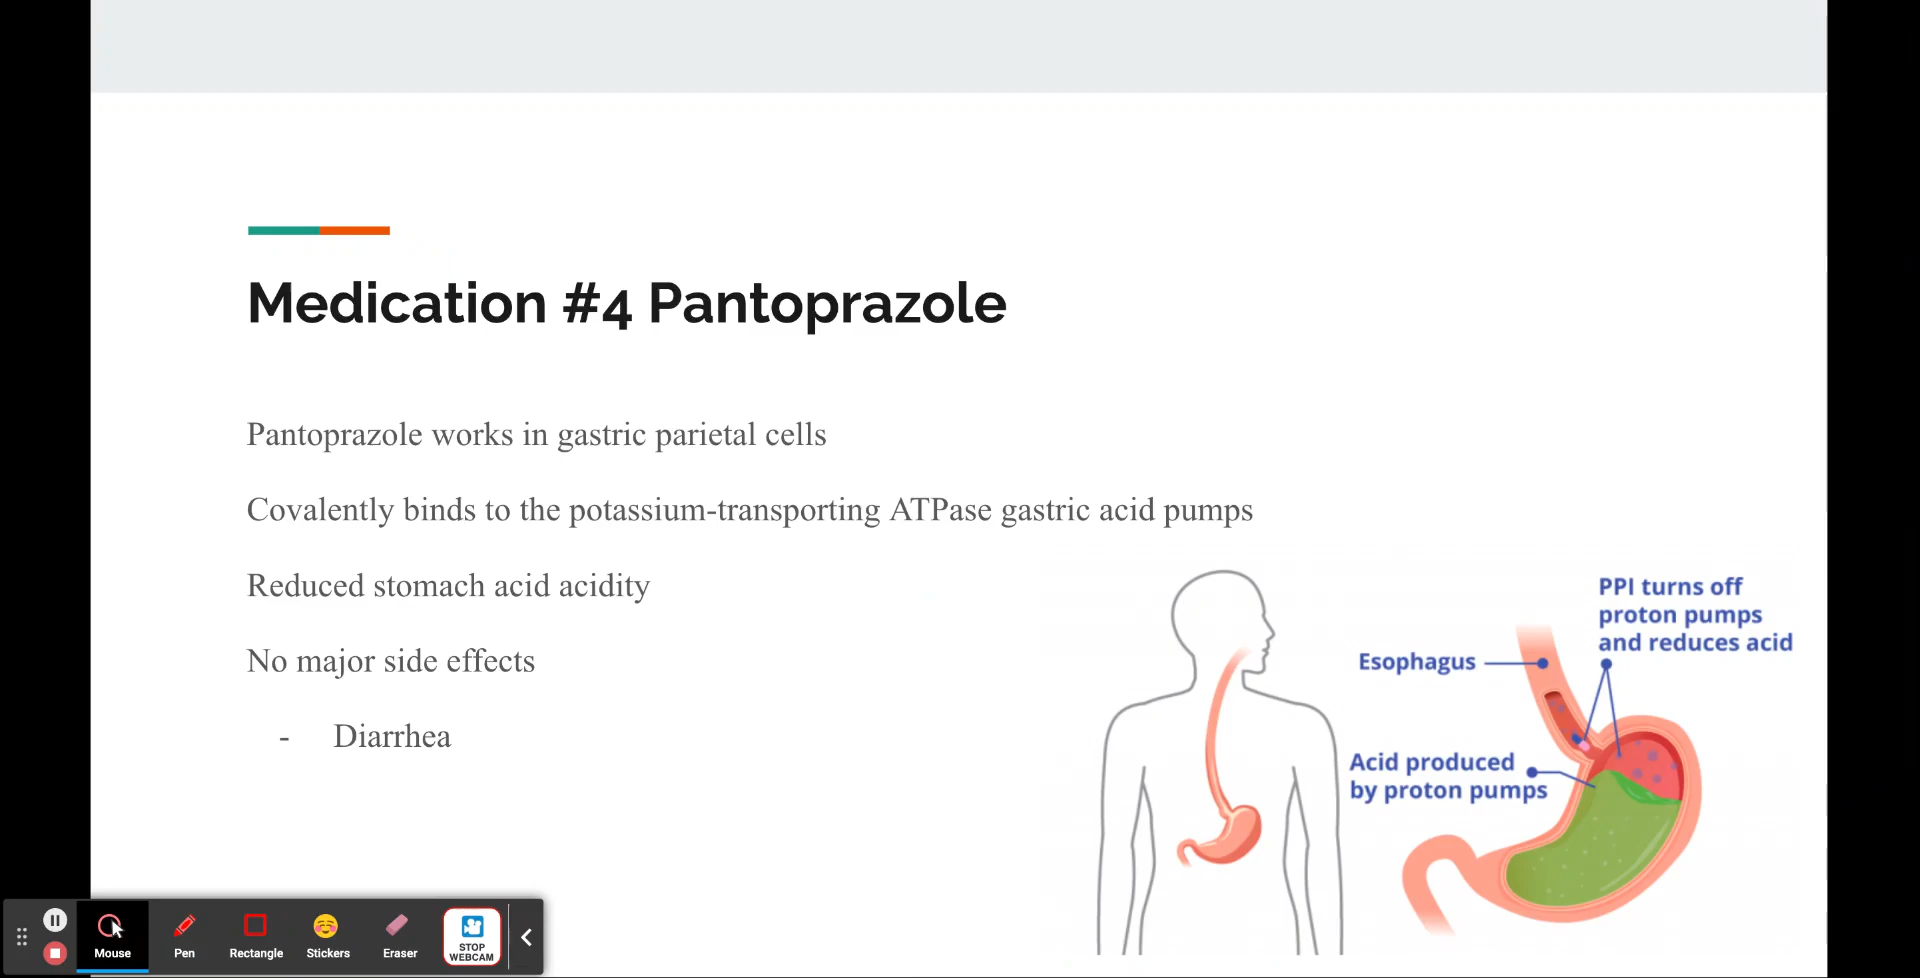 Medication #4 Pantoprazole
Pantoprazole works in gastric parietal cells
Covalently binds to the potassium-transporting ATPase gastric acid pumps
Reduced stomach acid acidity
No major side effects
- Diarrhea
PPI turns off
proton pumps
and reduces acid
Esophagus
Acid produced
by proton pumps
Mouse
Pen
Rectangle
Stickers
Eraser
STOP
WEBCAM